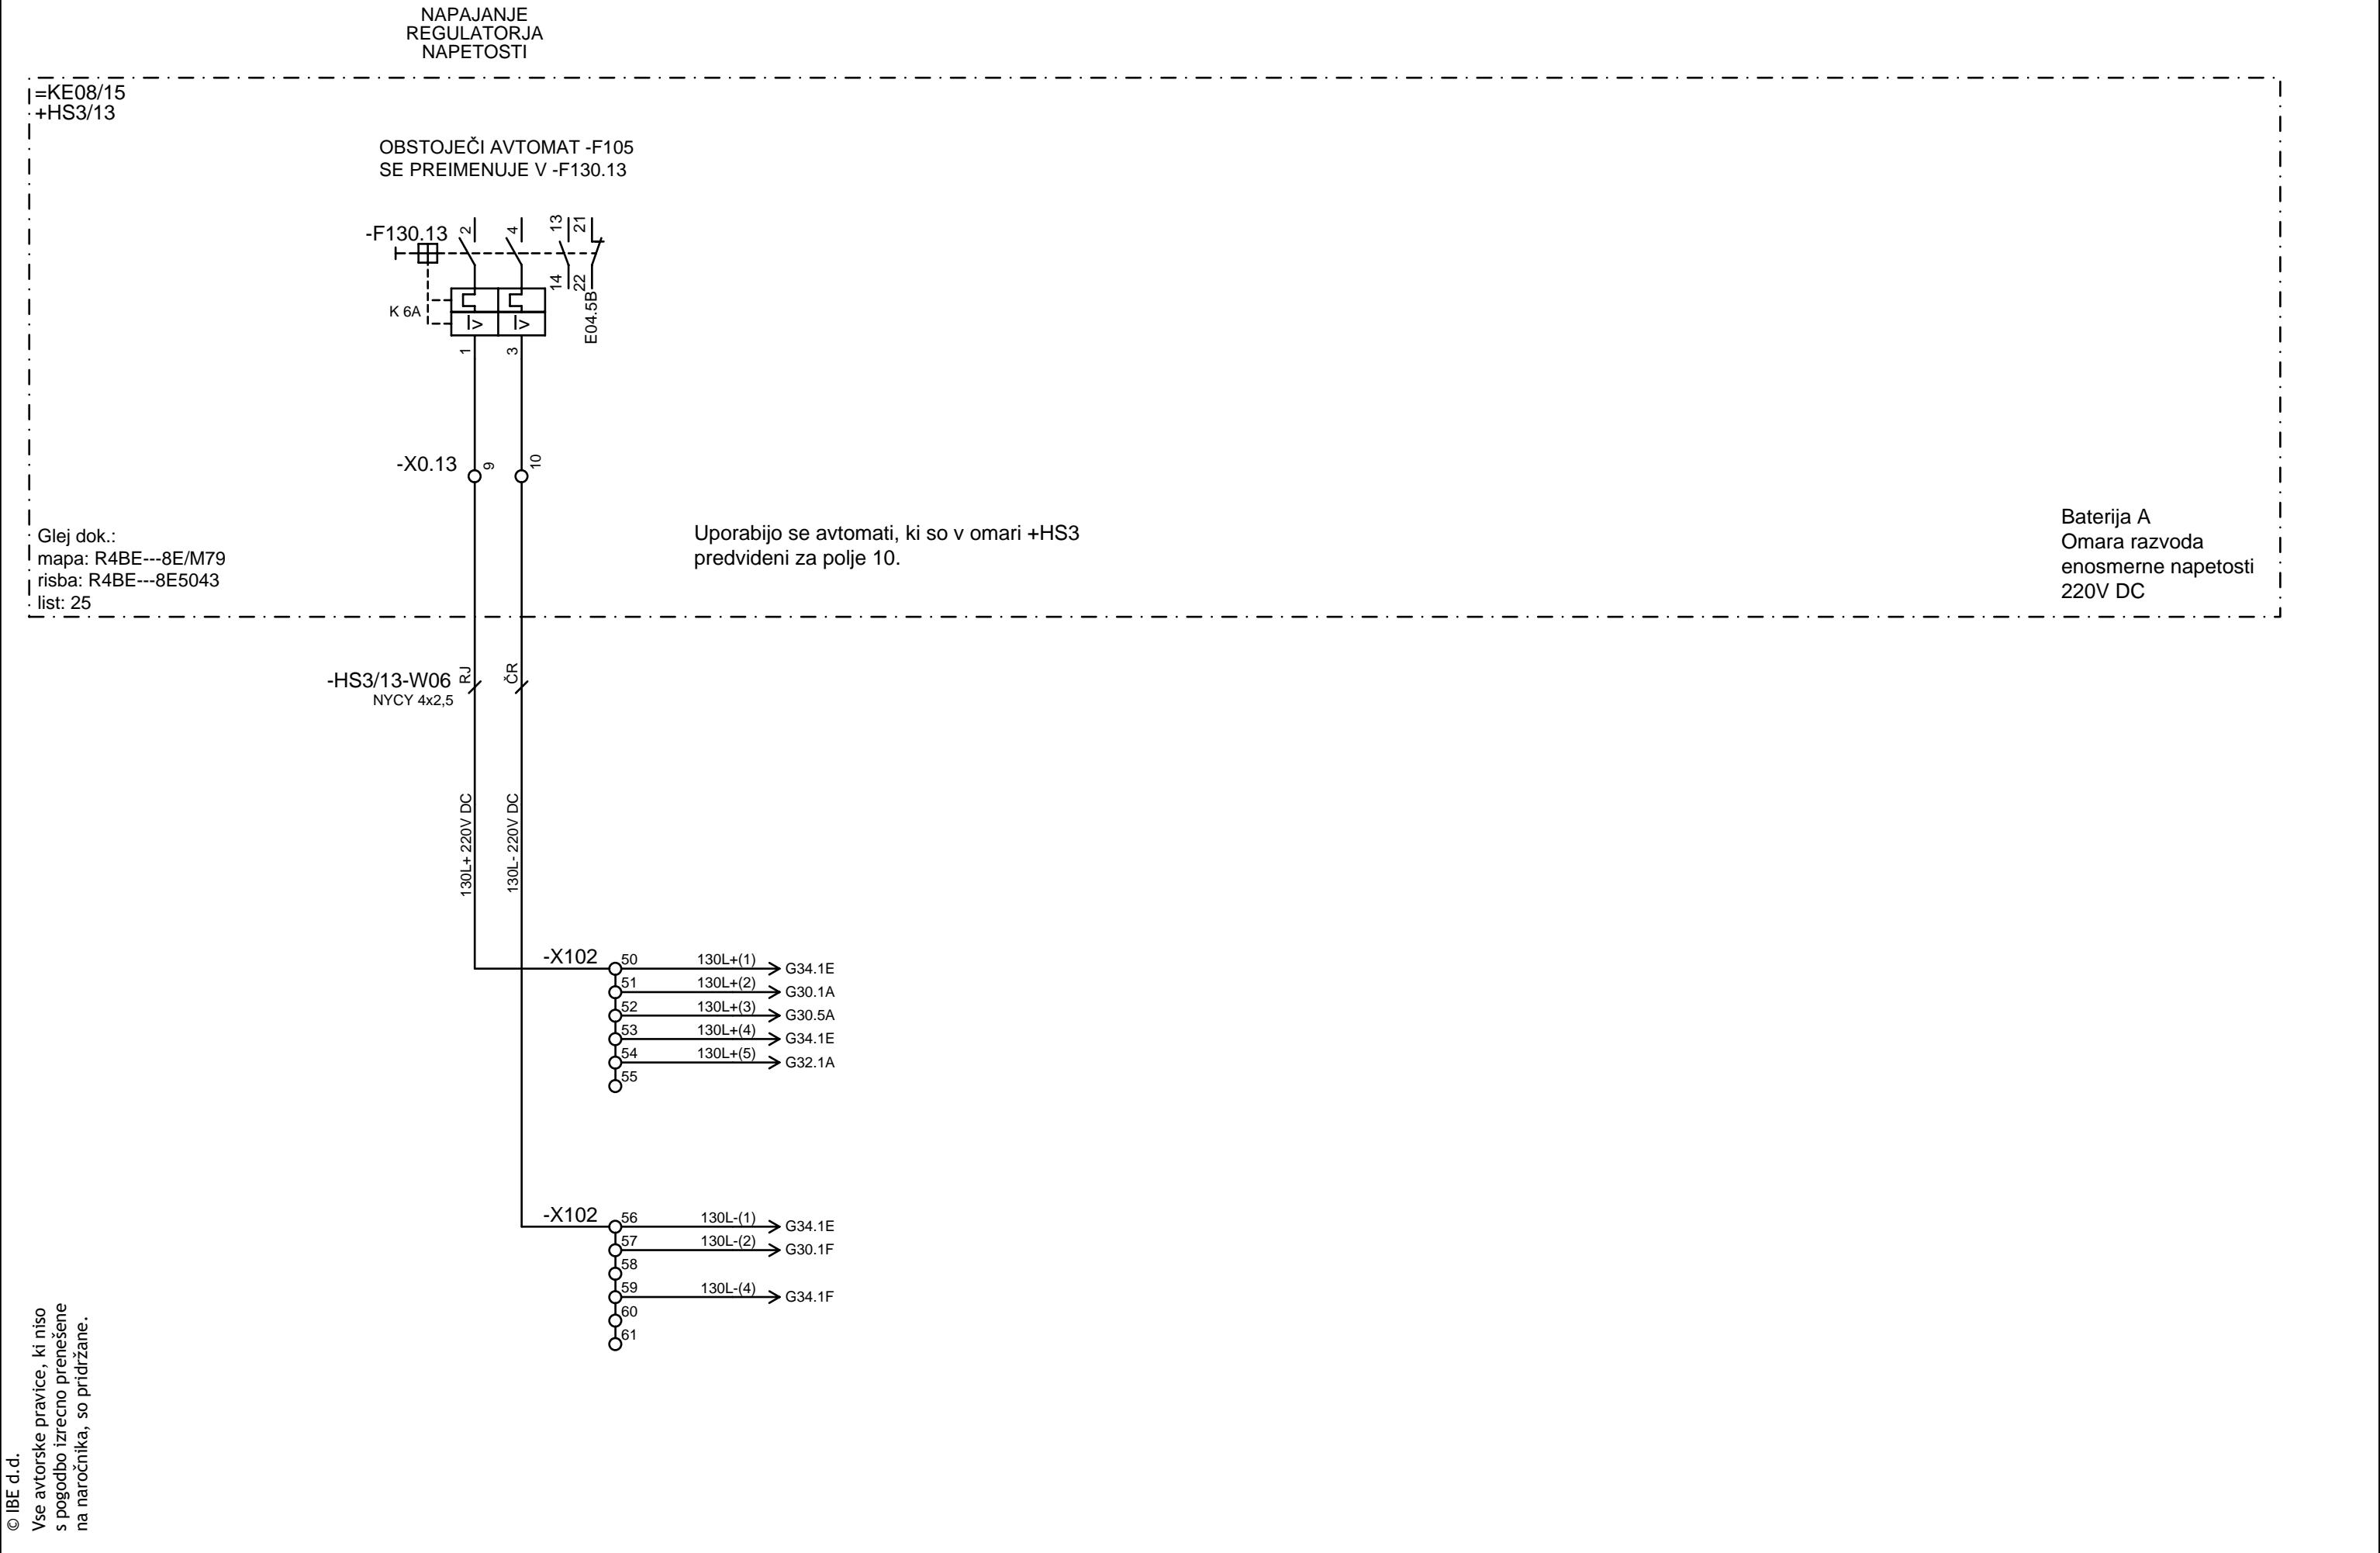 NAPAJANJE
REGULATORJA
NAPETOSTI
=KE08/15
+HS3/13
OBSTOJEČI AVTOMAT -F105
SE PREIMENUJE V -F130.13
-F130.13
2
4
13
21
14
22
E04.5B
K 6A
I>
I>
1
3
-X0.13
9
10
Glej dok.:
mapa: R4BE---8E/M79
risba: R4BE---8E5043
list: 25
Uporabijo se avtomati, ki so v omari +HS3
predvideni za polje 10.
Baterija A
Omara razvoda
enosmerne napetosti
220V DC
-HS3/13-W06
NYCY 4x2,5
RJ
ČR
130L+ 220V DC
130L- 220V DC
-X102
50 130L+(1) G34.1E
51 130L+(2) G30.1A
52 130L+(3) G30.5A
53 130L+(4) G34.1E
54 130L+(5) G32.1A
55
-X102
56 130L-(1) G34.1E
57 130L-(2) G30.1F
58
59 130L-(4) G34.1F
60
61
© IBE d.d.
Vse avtorske pravice, ki niso
s pogodbo izrecno prenešene
na naročnika, so pridržane.